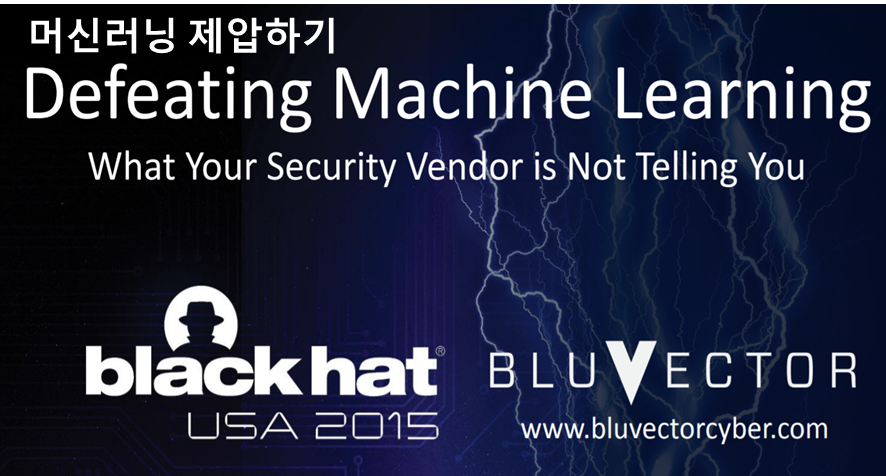 머신러닝 제압하기
Defeating Machine Learning
What Your Security Vendor is Not Telling You
black hat®
USA 2015
BLUVECTOR
www.bluvectorcyber.com